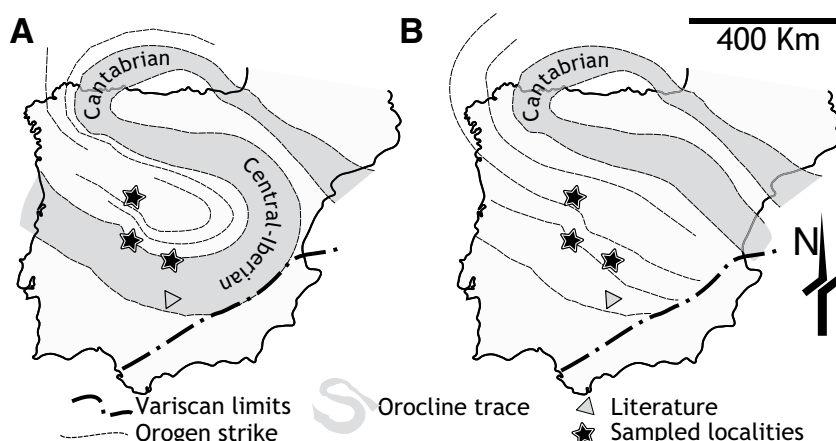 A
B
400 Km
Cantabrian
Cantabrian
Central-Iberian
N
Variscan limits
Orocline trace
Literature
Orogen strike
Sampled localities